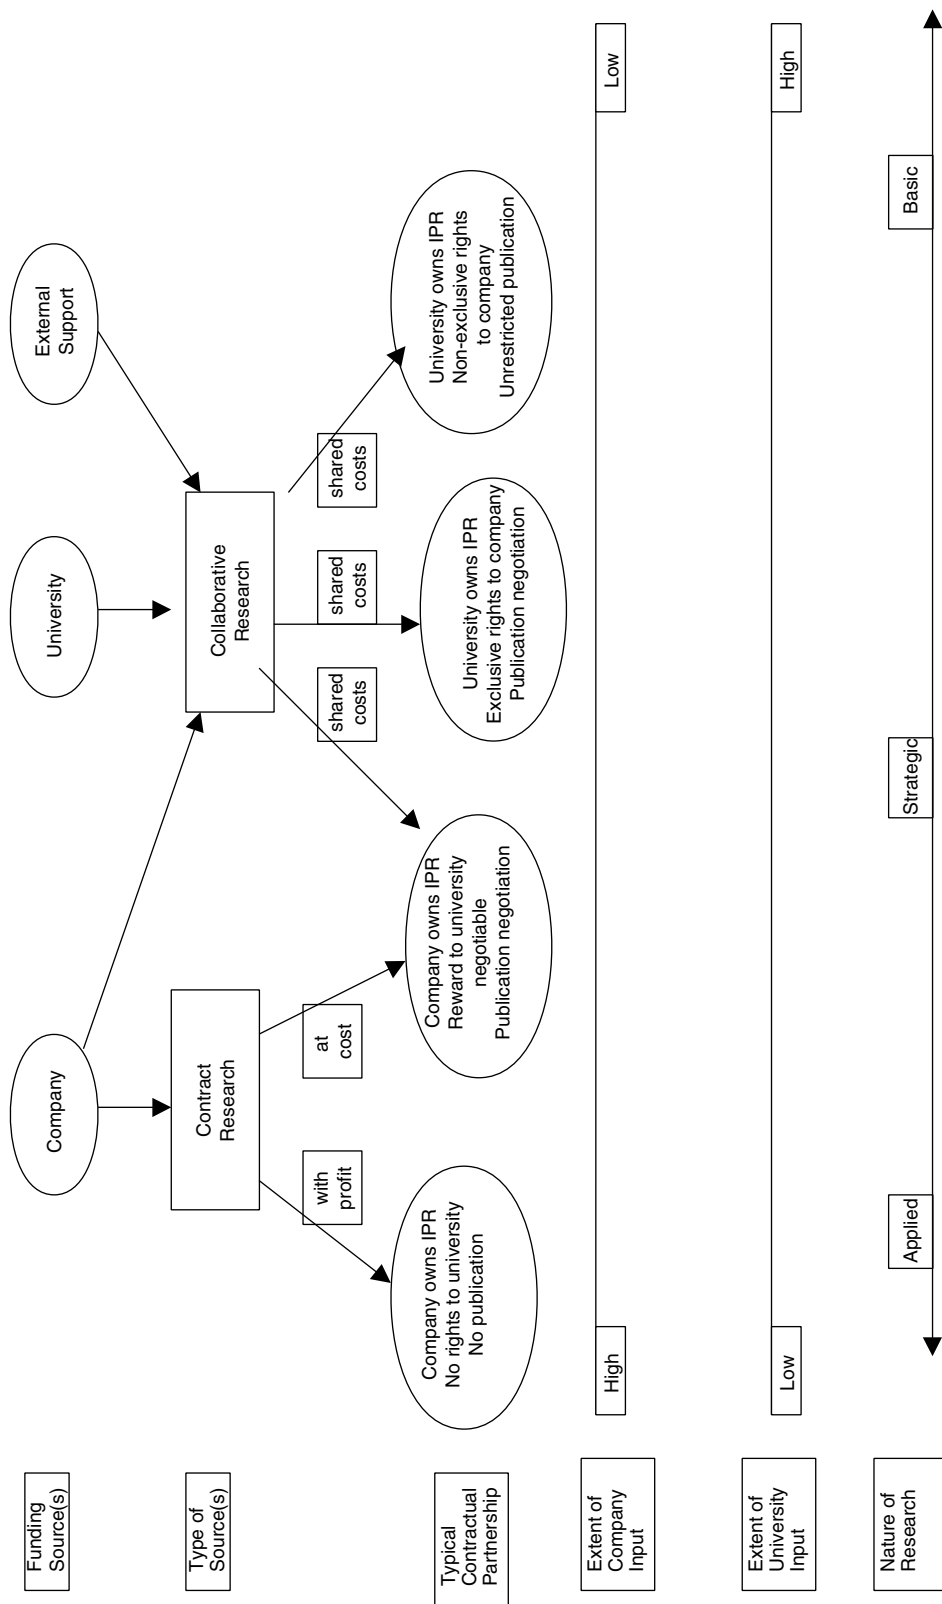 Funding
Source(s)
Company
University
External
Support
Type of
Source(s)
Contract
Research
Collaborative
Research
with
profit
at
cost
shared
costs
shared
costs
shared
costs
Typical
Contractual
Partnership
Company owns IPR
No rights to university
No publication
Company owns IPR
Reward to university
negotiable
Publication negotiation
University owns IPR
Exclusive rights to company
Publication negotiation
University owns IPR
Non-exclusive rights
to company
Unrestricted publication
Extent of
Company
Input
High
Low
Extent of
University
Input
Low
High
Nature of
Research
Applied
Strategic
Basic